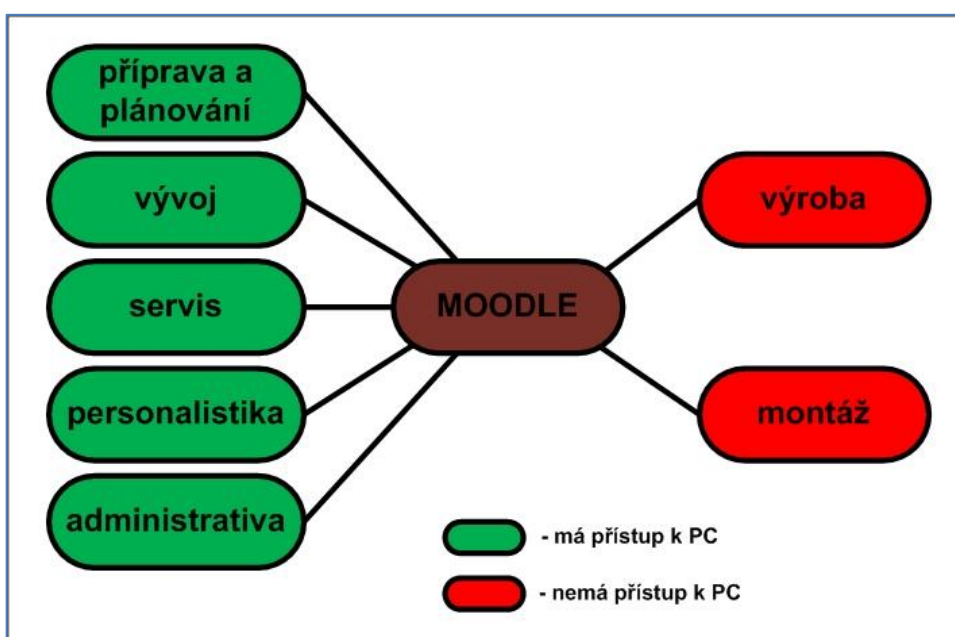 příprava a
plánování
vývoj
servis
personalistika
administrativa
MOODLE
výroba
montáž
- má přístup k PC
- nemá přístup k PC